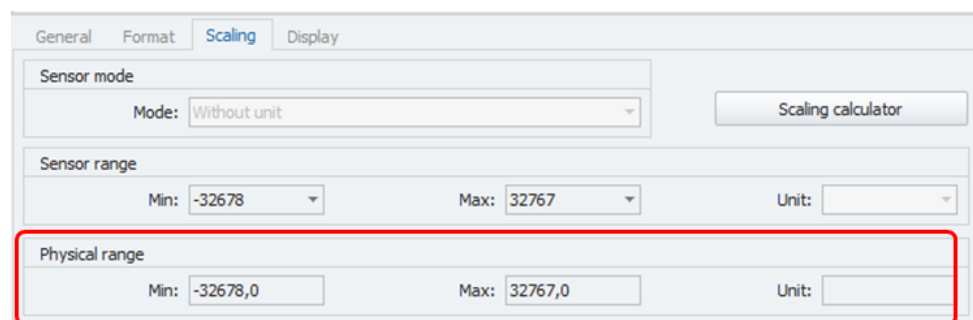 General Format Scaling Display
Sensor mode
Mode: Without unit
Scaling calculator
Sensor range
Min: -32678 Max: 32767 Unit:
Physical range
Min: -32678,0 Max: 32767,0 Unit: